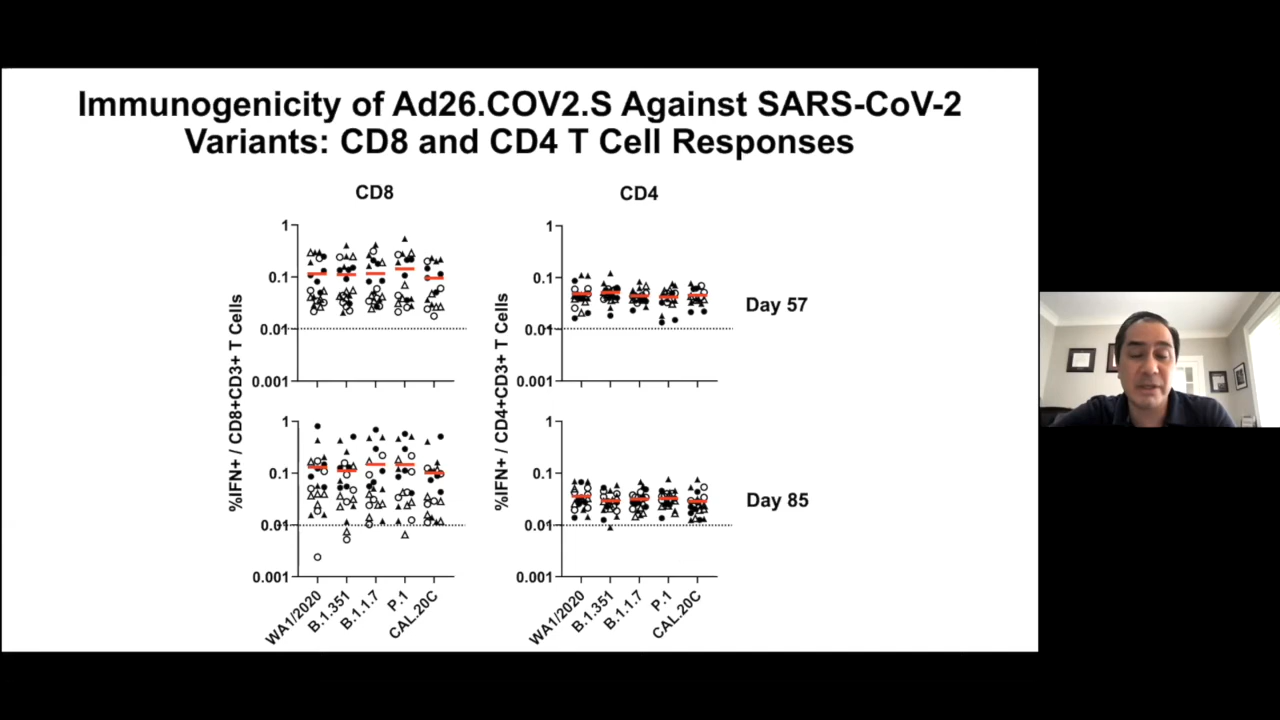 Immunogenicity of Ad26.COV2.S Against SARS-CoV-2
Variants: CD8 and CD4 T Cell Responses
CD8
CD4
%IFN+ / CD8+CD3+ T Cells
1
0.1
0.01
0.001
%IFN+ / CD4+CD3+ T Cells
1
0.1
0.01
0.001
Day 57
1
0.1
0.01
0.001
1
0.1
0.01
0.001
Day 85
WA1/2020
B.1.351
B.1.1.7
P.1
CAL.20C
WA1/2020
B.1.351
B.1.1.7
P.1
CAL.20C